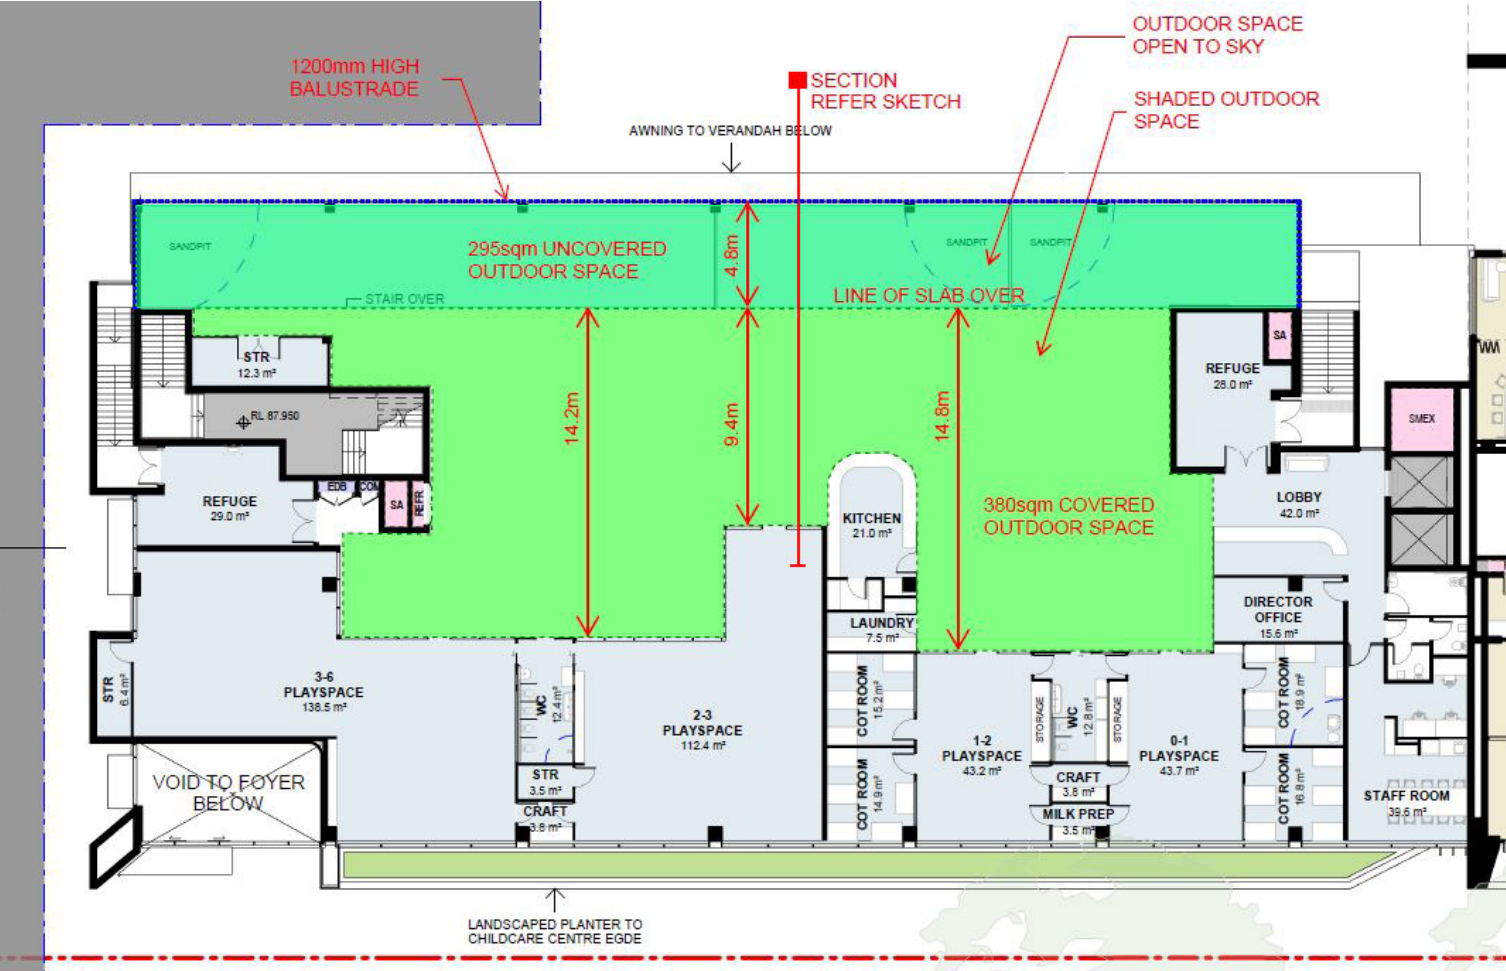 OUTDOOR SPACE
OPEN TO SKY
1200mm HIGH
BALUSTRADE
SECTION
REFER SKETCH
SHADED OUTDOOR
SPACE
AWNING TO VERANDAH BELOW
SANDPIT
295sqm UNCOVERED
OUTDOOR SPACE
4.8m
SANDPIT
SANDPIT
STAIR OVER
LINE OF SLAB OVER
STR
12.3 m²
SA
REFUGE
28.0 m²
RL 87.950
14.2m
9.4m
14.8m
SMEX
REFUGE
29.0 m²
EDB
COM
SA
REFR
KITCHEN
21.0 m²
380sqm COVERED
OUTDOOR SPACE
LOBBY
42.0 m²
LAUNDRY
7.5 m²
DIRECTOR
OFFICE
15.6 m²
STR
6.4 m²
3-6
PLAYSPACE
138.5 m²
WC
12.4 m²
2-3
PLAYSPACE
112.4 m²
COT ROOM
15.2 m²
STORAGE
WC
12.8 m²
STORAGE
COT ROOM
18.9 m²
1-2
PLAYSPACE
43.2 m²
0-1
PLAYSPACE
43.7 m²
VOID TO FOYER
BELOW
STR
3.5 m²
CRAFT
3.8 m²
COT ROOM
14.9 m²
CRAFT
3.8 m²
MILK PREP
3.5 m²
COT ROOM
16.8 m²
STAFF ROOM
39.6 m²
LANDSCAPED PLANTER TO
CHILDCARE CENTRE EGDE